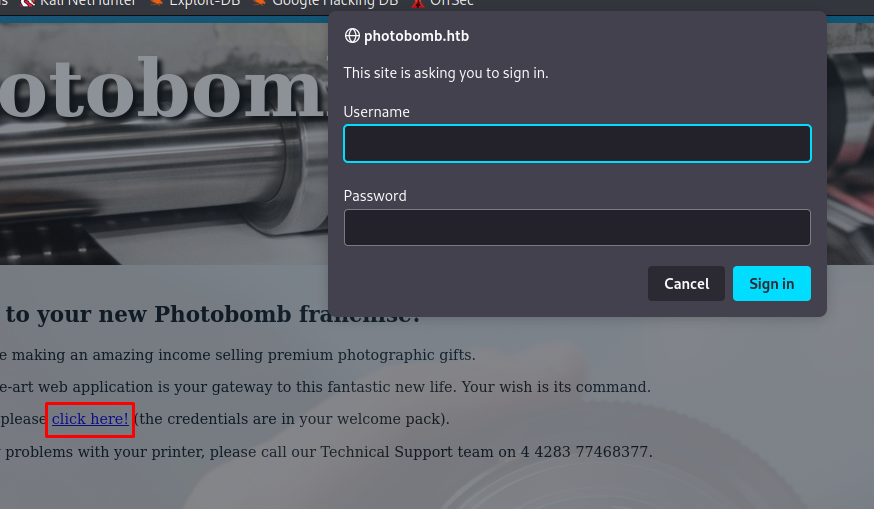 Kali NetHunter Exploit-DB Google Hacking DB OffSec
photobomb.htb
This site is asking you to sign in.
Username
Password
Cancel Sign in
to your new Photobomb franchise!
making an amazing income selling premium photographic gifts.
web application is your gateway to this fantastic new life. Your wish is its command.
please click here! (the credentials are in your welcome pack).
problems with your printer, please call our Technical Support team on 4 4283 77468377.